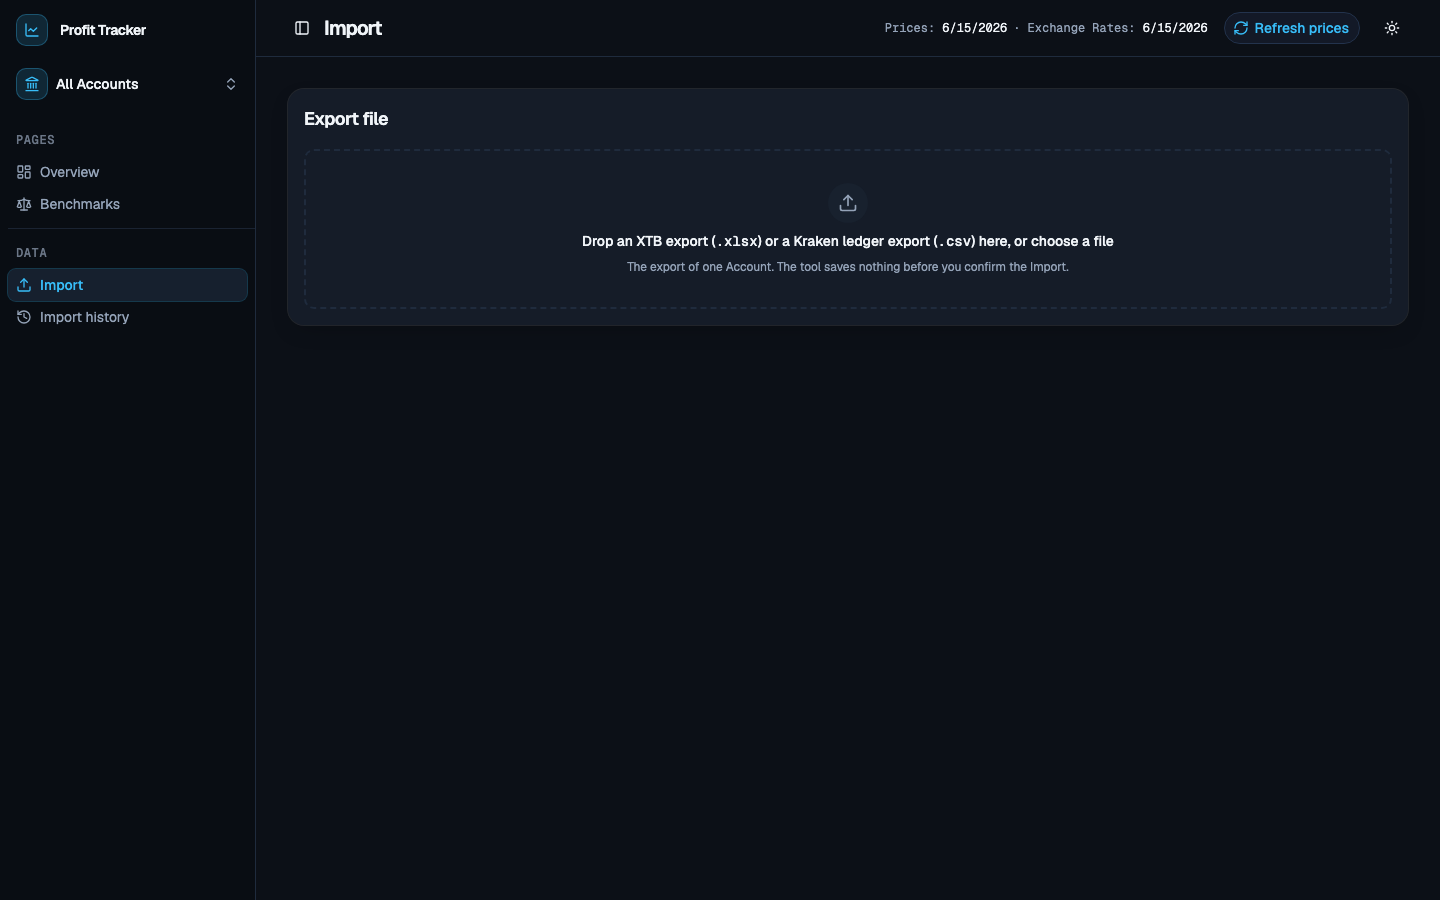 Profit Tracker
All Accounts
PAGES
Overview
Benchmarks
DATA
Import
Import history
Import
Prices: 6/15/2026 · Exchange Rates: 6/15/2026
Refresh prices
Export file
Drop an XTB export (.xlsx) or a Kraken ledger export (.csv) here, or choose a file
The export of one Account. The tool saves nothing before you confirm the Import.